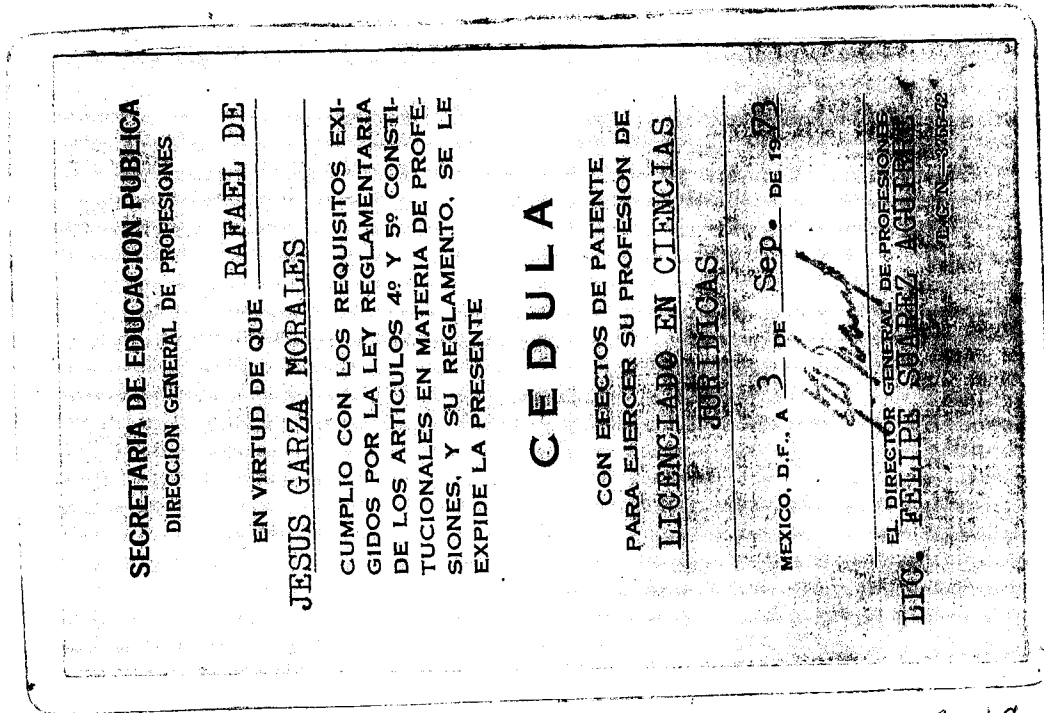 SECRETARIA DE EDUCACION PUBLICA
DIRECCION GENERAL DE PROFESIONES
EN VIRTUD DE QUE RAFAEL DE
JESUS GARZA MORALES
CUMPLIO CON LOS REQUISITOS EXI-
GIDOS POR LA LEY REGLAMENTARIA
DE LOS ARTICULOS 4º Y 5º CONSTI-
TUCIONALES EN MATERIA DE PROFE-
SIONES, Y SU REGLAMENTO, SE LE
EXPIDE LA PRESENTE
CEDULA
CON EFECTOS DE PATENTE
PARA EJERCER SU PROFESION DE
LICENCIADO EN CIENCIAS
JURIDICAS
MEXICO, D.F., A 3 DE Sep. DE 1973
EL DIRECTOR GENERAL DE PROFESIONES
LIC. FELIPE SUAREZ AGUIRRE